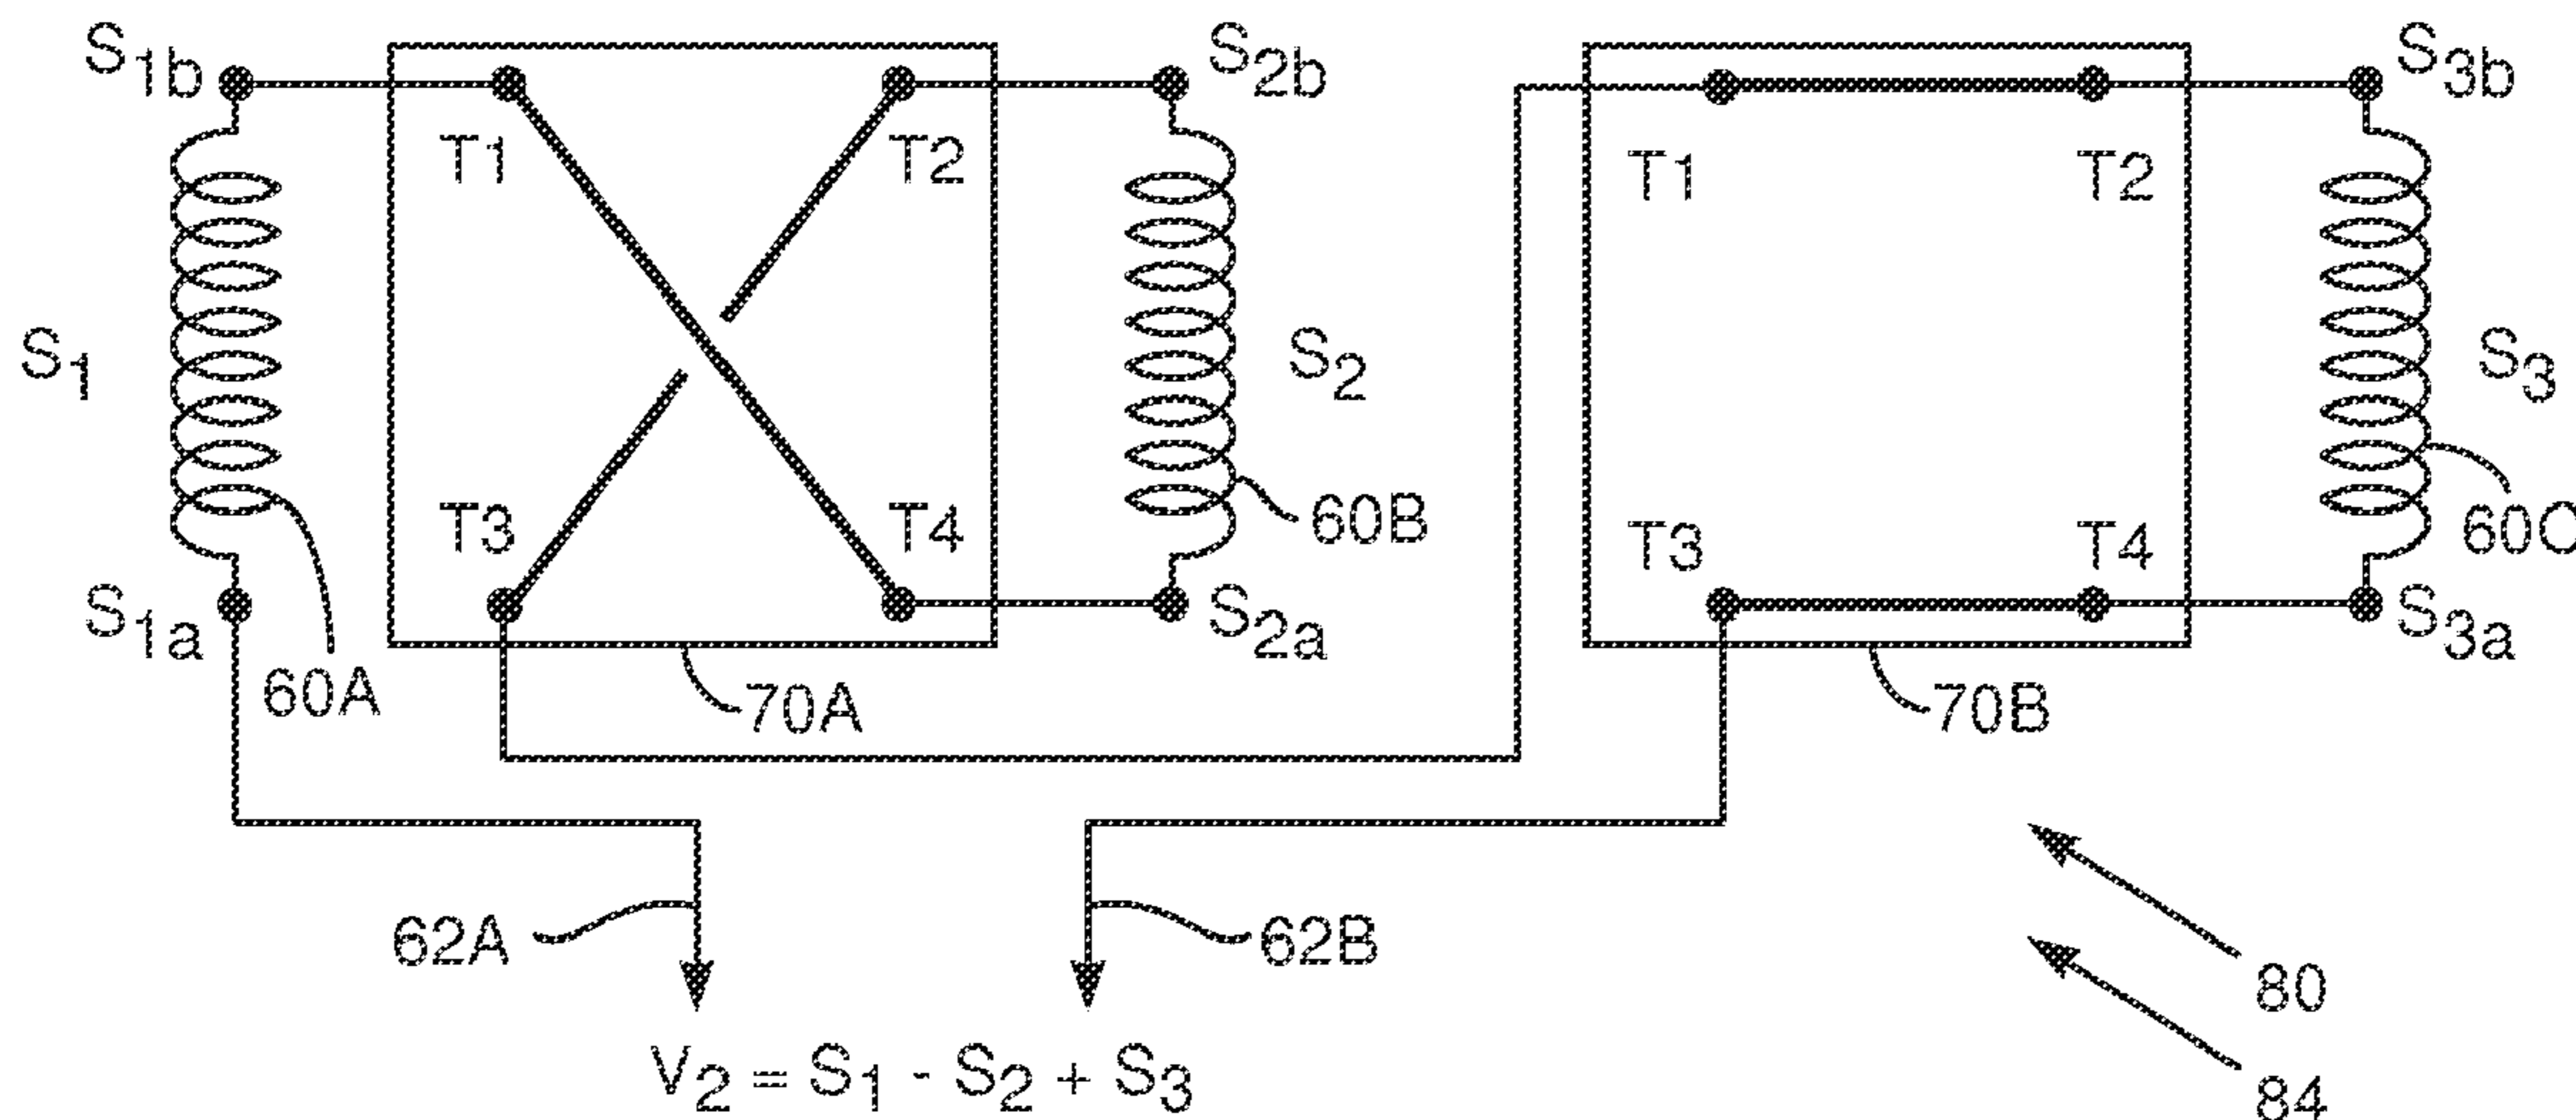 S1b
S2b
S3b
T1
T2
T1
T2
S1
S2
S3
T3
T4
60B
T3
T4
60C
S1a
S2a
S3a
60A
70A
70B
62A
62B
80
V2 = S1 - S2 + S3
84